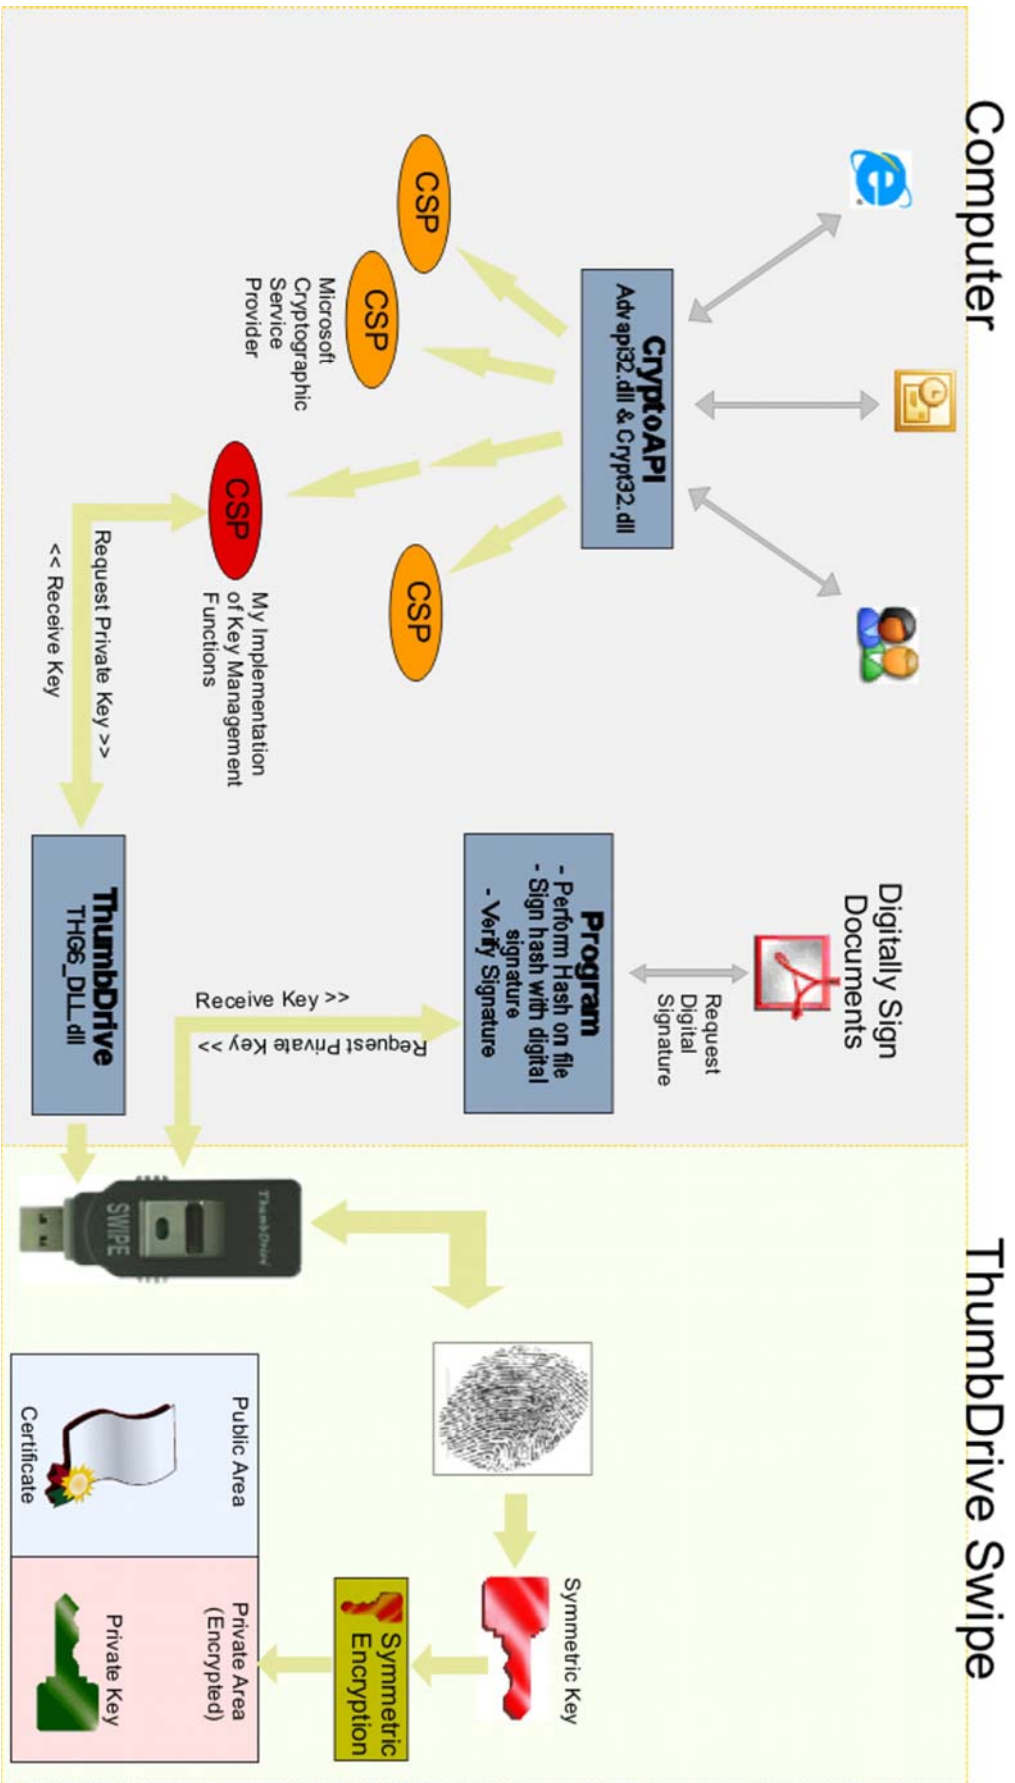 Computer
ThumbDrive Swipe
CryptoAPI
Advapi32.dll & Crypt32.dll
CSP
CSP
Microsoft
Cryptographic
Service
Provider
CSP
My Implementation
of Key Management
Functions
CSP
Request Private Key >>
<< Receive Key
Digitally Sign
Documents
Request
Digital
Signature
Program
- Perform Hash on file
- Sign hash with digital
signature
- Verify Signature
Receive Key >>
Request Private Key >>
ThumbDrive
THG6_DLL.dll
ThumbDrive
SWIPE
Symmetric Key
Symmetric
Encryption
Public Area
Certificate
Private Area
(Encrypted)
Private Key